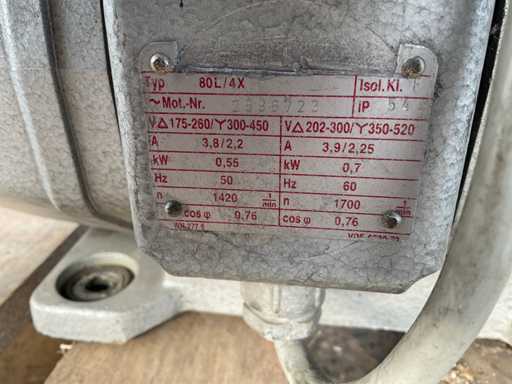 Typ 80L/4X Isol.Kl. F
~Mot.-Nr. iP 54
V△175-260/Y300-450 V△202-300/Y350-520
A 3,8/2,2 A 3,9/2,25
kW 0,55 kW 0,7
Hz 50 Hz 60
n 1420 1/min n 1700 1/min
cos φ 0,76 cos φ 0,76